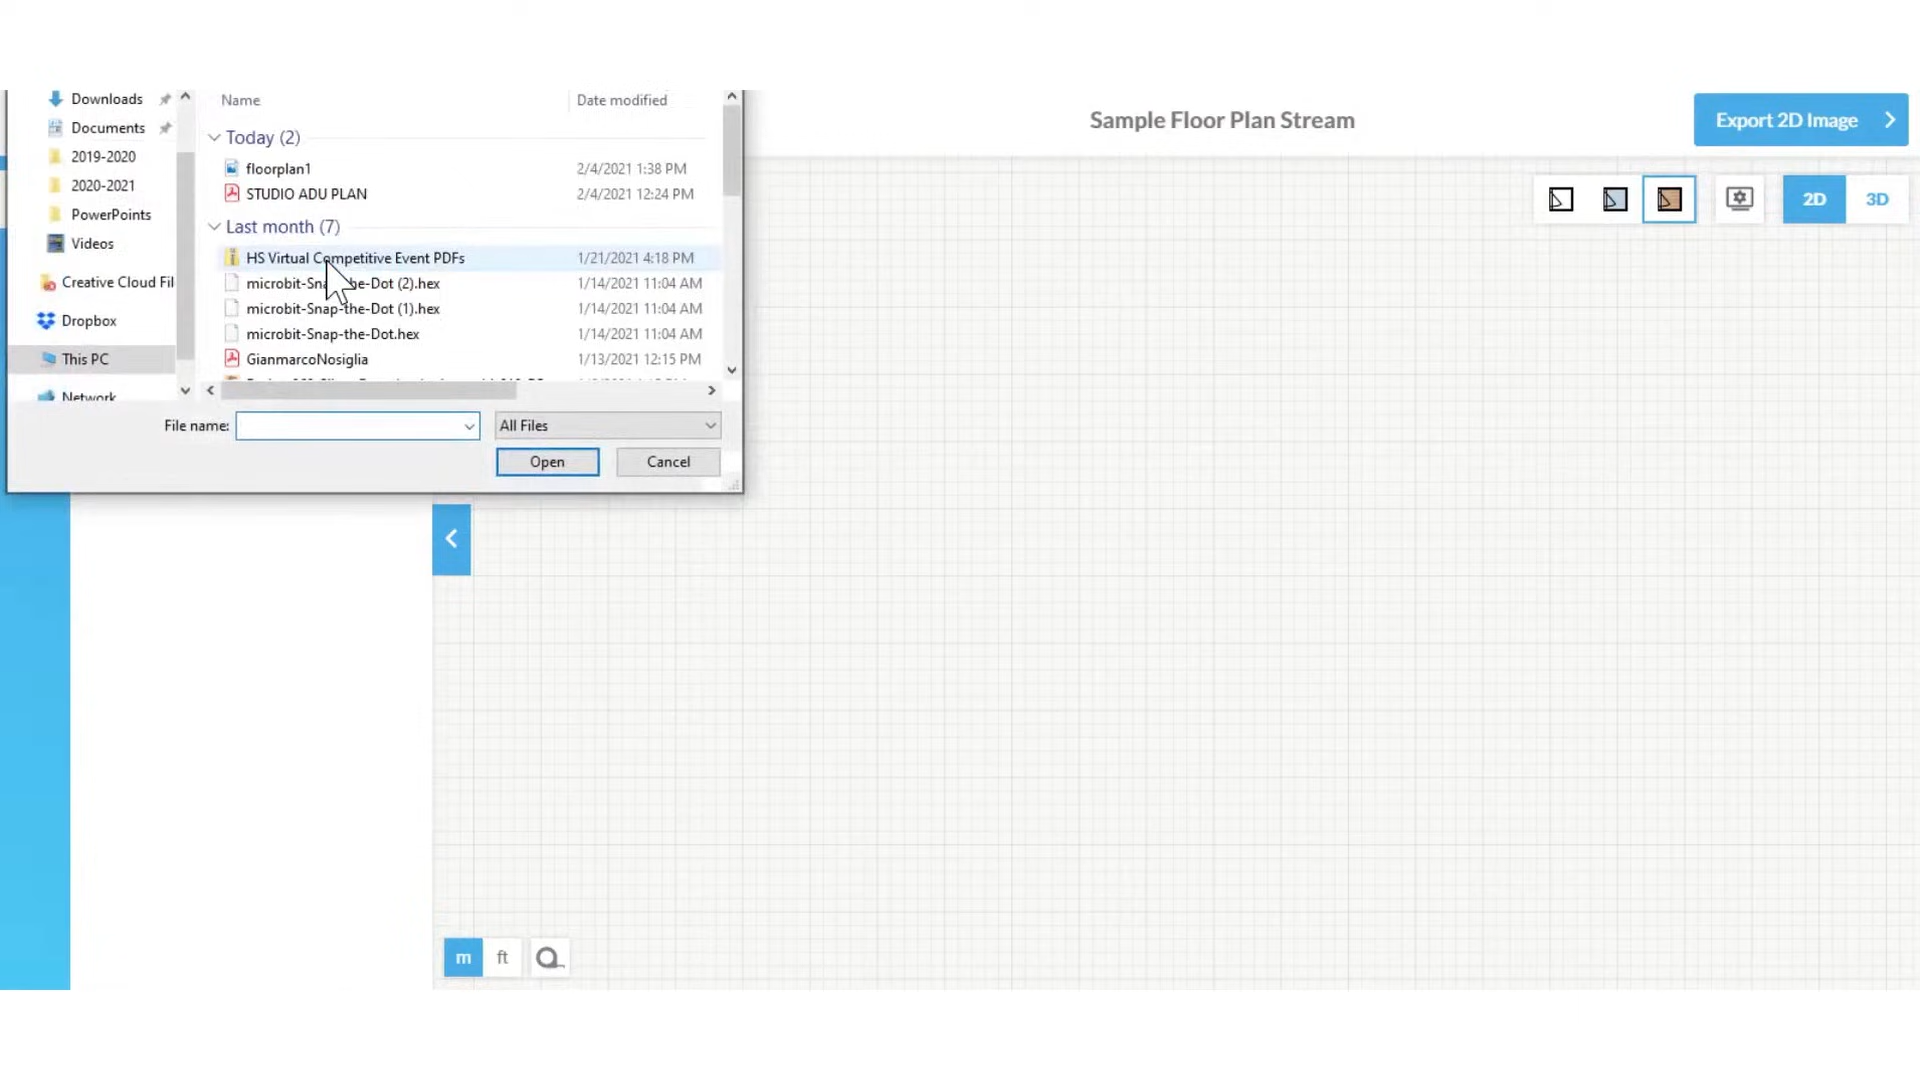 Downloads
Documents
2019-2020
2020-2021
PowerPoints
Videos
Creative Cloud Fil
Dropbox
This PC
Network
Name Date modified
Today (2)
floorplan1 2/4/2021 1:38 PM
STUDIO ADU PLAN 2/4/2021 12:24 PM
Last month (7)
HS Virtual Competitive Event PDFs 1/21/2021 4:18 PM
microbit-Snap-the-Dot (2).hex 1/14/2021 11:04 AM
microbit-Snap-the-Dot (1).hex 1/14/2021 11:04 AM
microbit-Snap-the-Dot.hex 1/14/2021 11:04 AM
GianmarcoNosiglia 1/13/2021 12:15 PM
File name: All Files
Open Cancel
Sample Floor Plan Stream
Export 2D Image
2D 3D
m ft